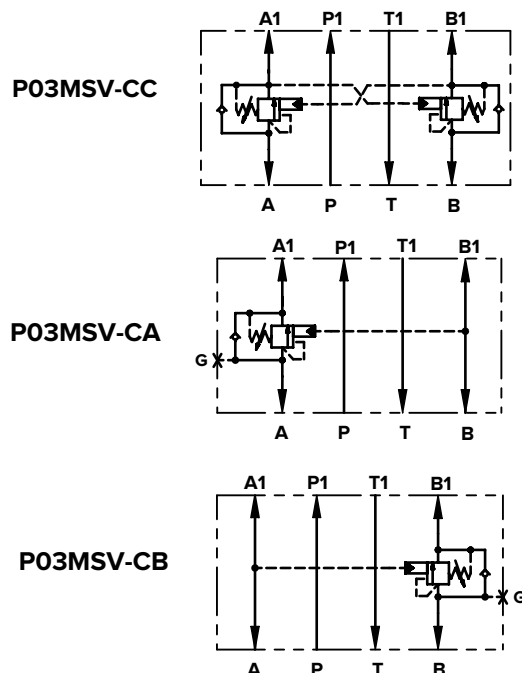 A1 P1 T1 B1
P03MSV-CC
A P T B
A1 P1 T1 B1
P03MSV-CA
G
A P T B
A1 P1 T1 B1
P03MSV-CB
G
A P T B